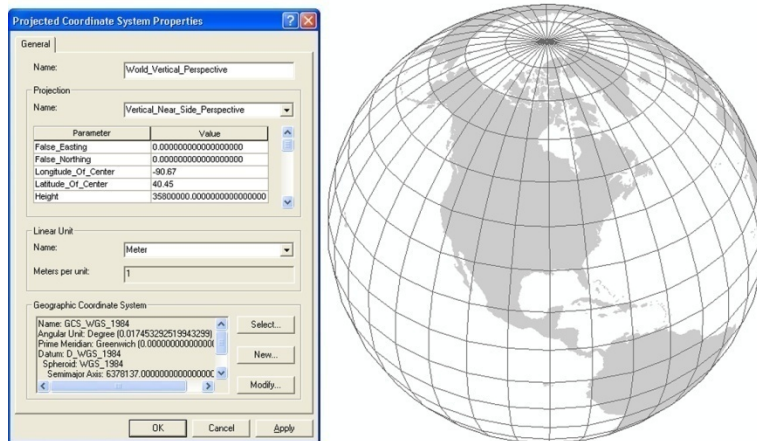 Projected Coordinate System Properties
General
Name:
World_Vertical_Perspective
Projection
Name:
Vertical_Near_Side_Perspective
Parameter Value
False_Easting 0.000000000000000000
False_Northing 0.000000000000000000
Longitude_Of_Center -90.67
Latitude_Of_Center 40.45
Height 35800000.0000000000000000
Linear Unit
Name:
Meter
Meters per unit:
1
Geographic Coordinate System
Name: GCS_WGS_1984
Angular Unit: Degree (0.017453292519943299)
Prime Meridian: Greenwich (0.000000000000000
Datum: D_WGS_1984
Spheroid: WGS_1984
Semimajor Axis: 6378137.000000000000000
Select...
New...
Modify...
OK Cancel Apply